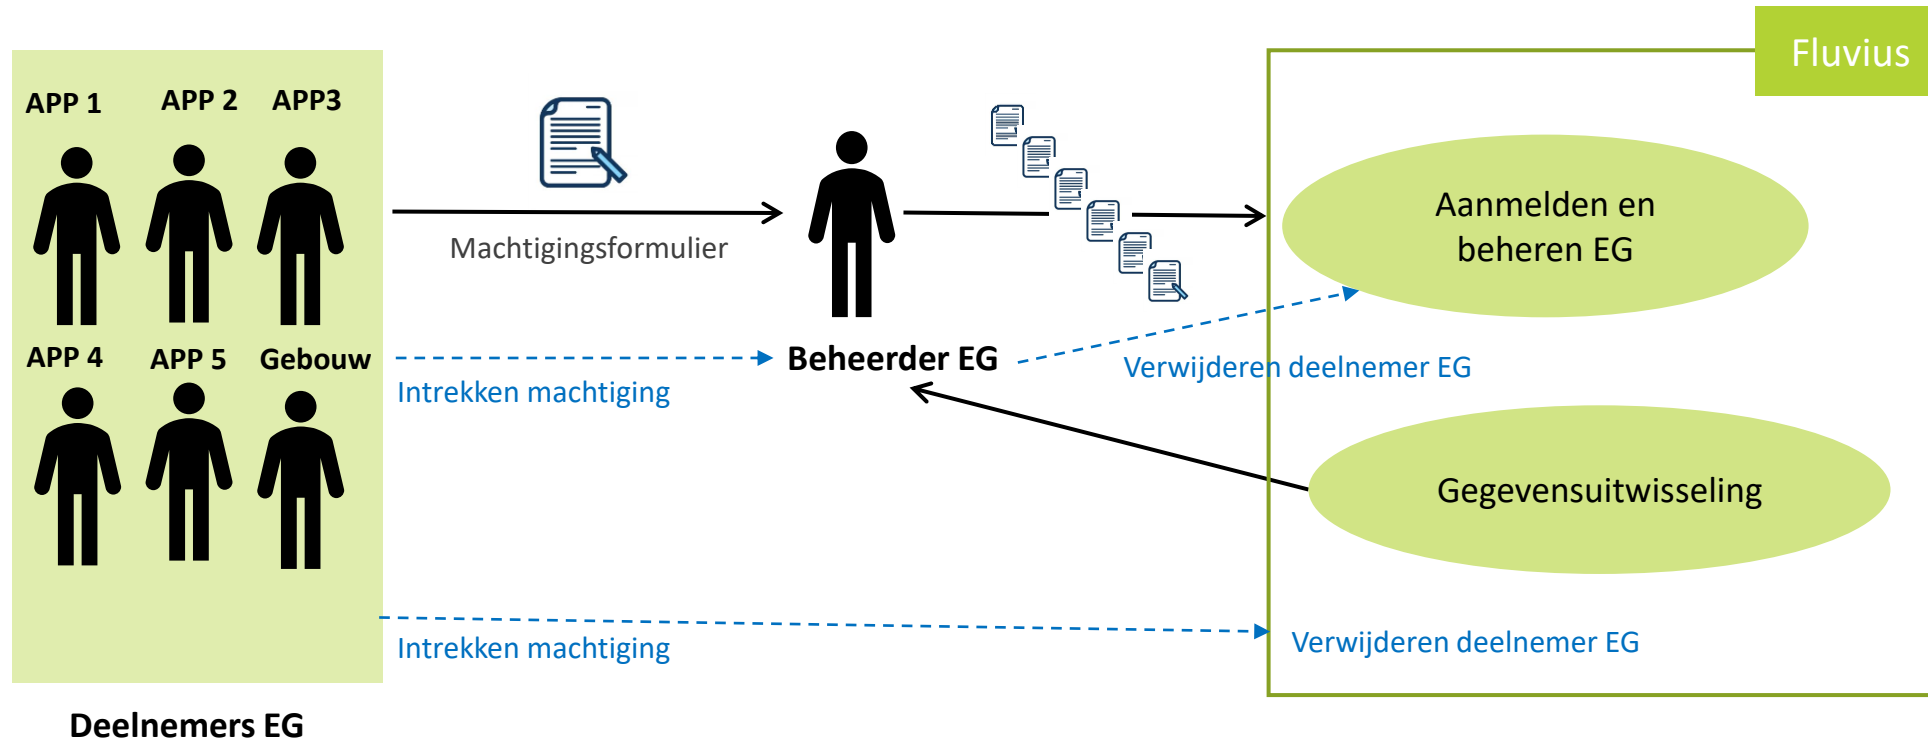 Fluvius
APP 1
APP 2
APP3
Machtigingsformulier
Aanmelden en
beheren EG
APP 4
APP 5
Gebouw
Beheerder EG
Intrekken machtiging
Verwijderen deelnemer EG
Gegevensuitwisseling
Intrekken machtiging
Verwijderen deelnemer EG
Deelnemers EG